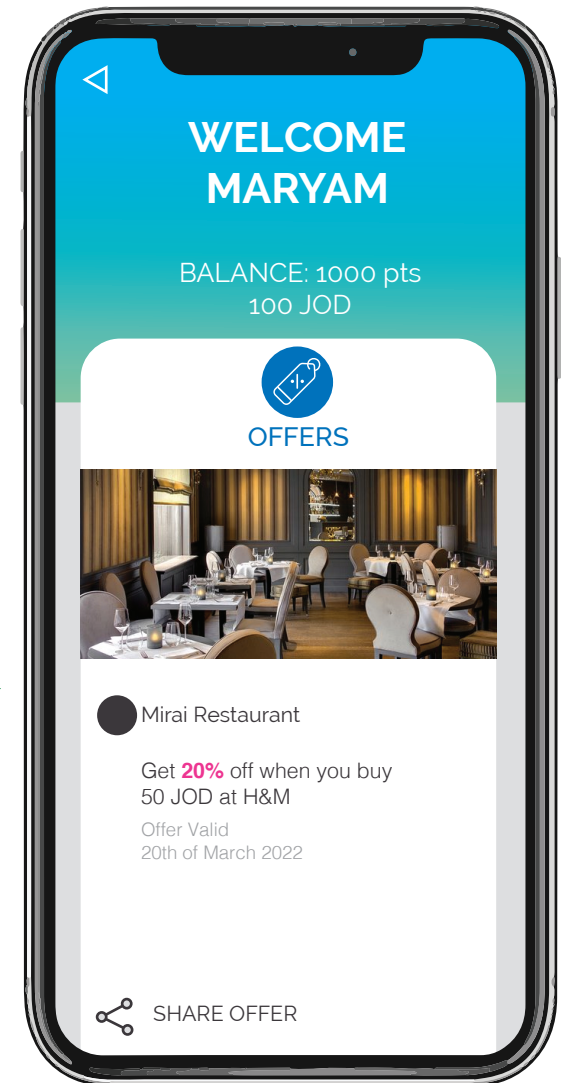 WELCOME
MARYAM
BALANCE: 1000 pts
100 JOD
OFFERS
Mirai Restaurant
Get 20% off when you buy
50 JOD at H&M
Offer Valid
20th of March 2022
SHARE OFFER